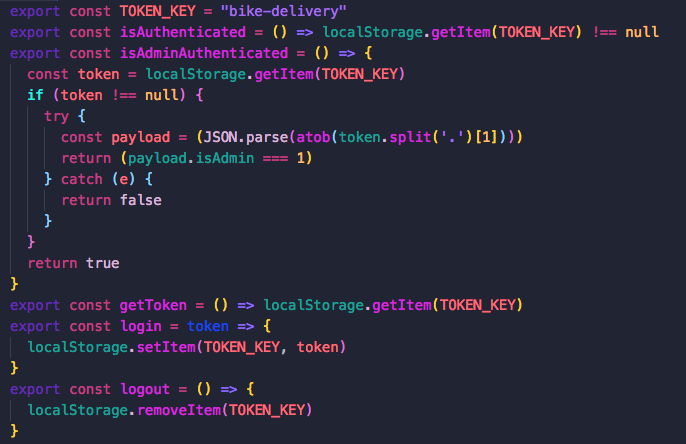 export const TOKEN_KEY = "bike-delivery"
export const isAuthenticated = () => localStorage.getItem(TOKEN_KEY) !== null
export const isAdminAuthenticated = () => {
  const token = localStorage.getItem(TOKEN_KEY)
  if (token !== null) {
    try {
      const payload = (JSON.parse(atob(token.split('.')[1])))
      return (payload.isAdmin === 1)
    } catch (e) {
      return false
    }
  }
  return true
}
export const getToken = () => localStorage.getItem(TOKEN_KEY)
export const login = token => {
  localStorage.setItem(TOKEN_KEY, token)
}
export const logout = () => {
  localStorage.removeItem(TOKEN_KEY)
}